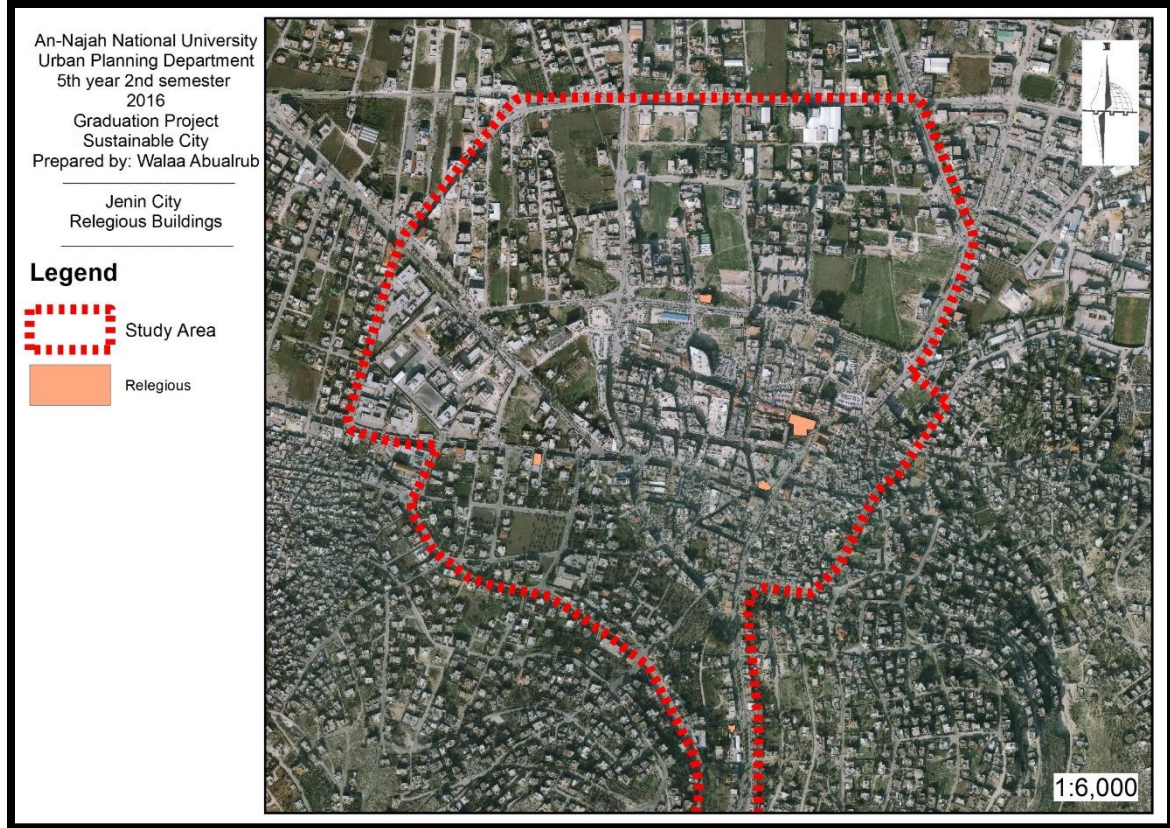 An-Najah National University
Urban Planning Department
5th year 2nd semester
2016
Graduation Project
Sustainable City
Prepared by: Walaa Abualrub
Jenin City
Relegious Buildings
Legend
Study Area
Relegious
1:6,000